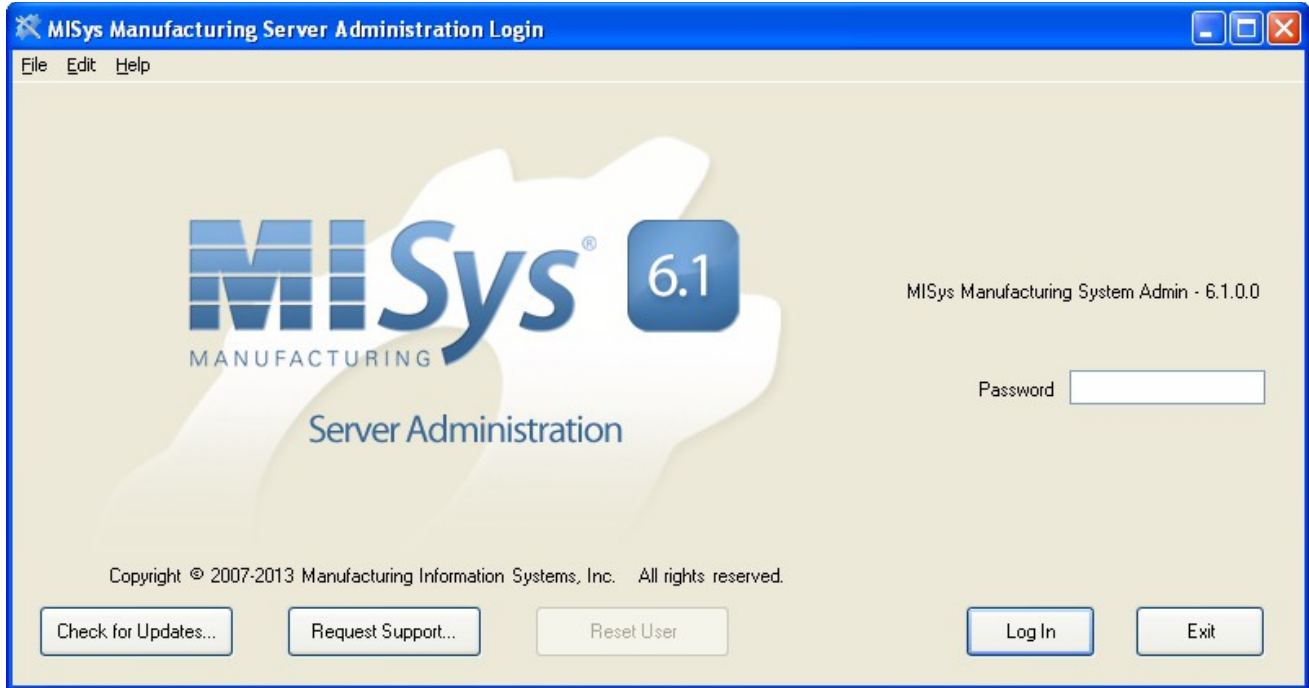 MISys Manufacturing Server Administration Login
File Edit Help
MISys® 6.1
MANUFACTURING
Server Administration
MISys Manufacturing System Admin - 6.1.0.0
Password
Copyright © 2007-2013 Manufacturing Information Systems, Inc. All rights reserved.
Check for Updates... Request Support... Reset User Log In Exit